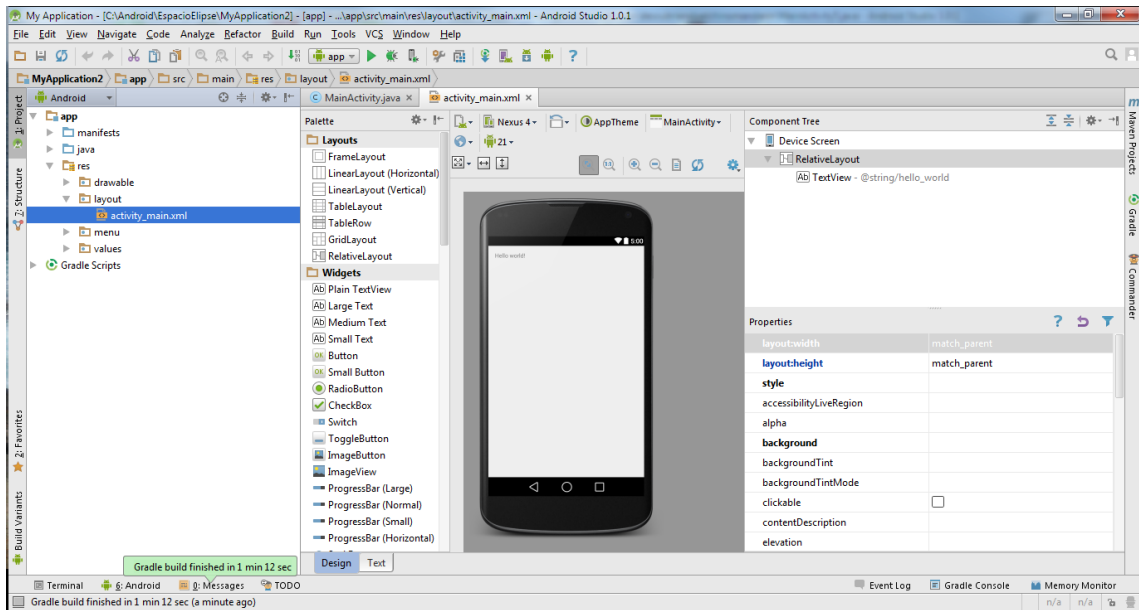 My Application - [C:\Android\EspacioElipse\MyApplication2] - [app] - ...\app\src\main\res\layout\activity_main.xml - Android Studio 1.0.1
File Edit View Navigate Code Analyze Refactor Build Run Tools VCS Window Help
app
MyApplication2 app src main res layout activity_main.xml
1: Project
7: Structure
2: Favorites
Build Variants
Android
app
manifests
java
res
drawable
layout
activity_main.xml
menu
values
Gradle Scripts
MainActivity.java
activity_main.xml
Palette
Layouts
FrameLayout
LinearLayout (Horizontal)
LinearLayout (Vertical)
TableLayout
TableRow
GridLayout
RelativeLayout
Widgets
Ab Plain TextView
Ab Large Text
Ab Medium Text
Ab Small Text
OK Button
OK Small Button
RadioButton
CheckBox
Switch
ToggleButton
ImageButton
ImageView
ProgressBar (Large)
ProgressBar (Normal)
ProgressBar (Small)
ProgressBar (Horizontal)
Nexus 4 AppTheme MainActivity
21
5:00
Hello world!
Design Text
Component Tree
Device Screen
RelativeLayout
Ab TextView - @string/hello_world
Properties
layout:width match_parent
layout:height match_parent
style
accessibilityLiveRegion
alpha
background
backgroundTint
backgroundTintMode
clickable
contentDescription
elevation
m Maven Projects
Gradle
Commander
Gradle build finished in 1 min 12 sec
Terminal 6: Android 0: Messages TODO Event Log Gradle Console Memory Monitor
Gradle build finished in 1 min 12 sec (a minute ago) n/a n/a